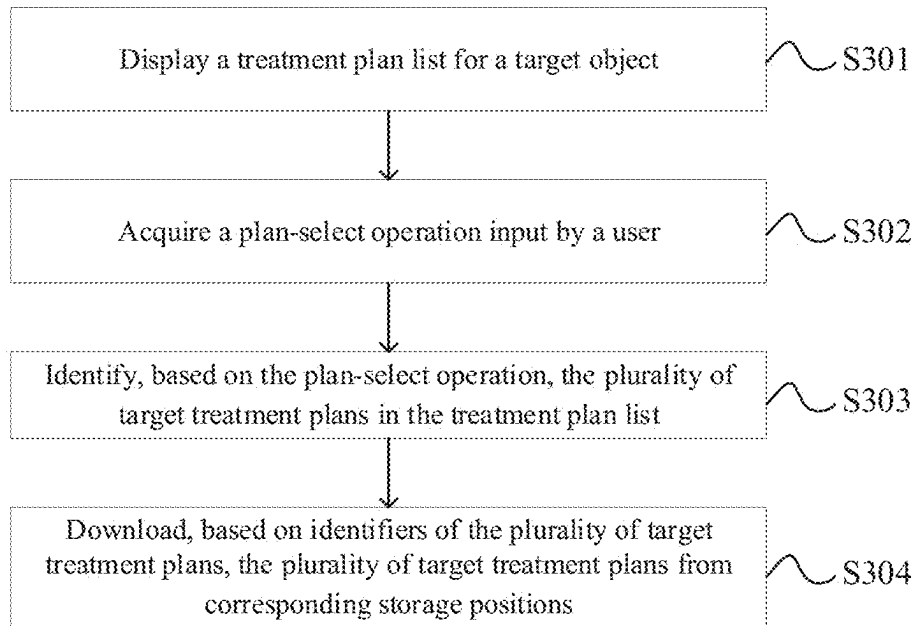 Display a treatment plan list for a target object
S301
Acquire a plan-select operation input by a user
S302
Identify, based on the plan-select operation, the plurality of
target treatment plans in the treatment plan list
S303
Download, based on identifiers of the plurality of target
treatment plans, the plurality of target treatment plans from
corresponding storage positions
S304